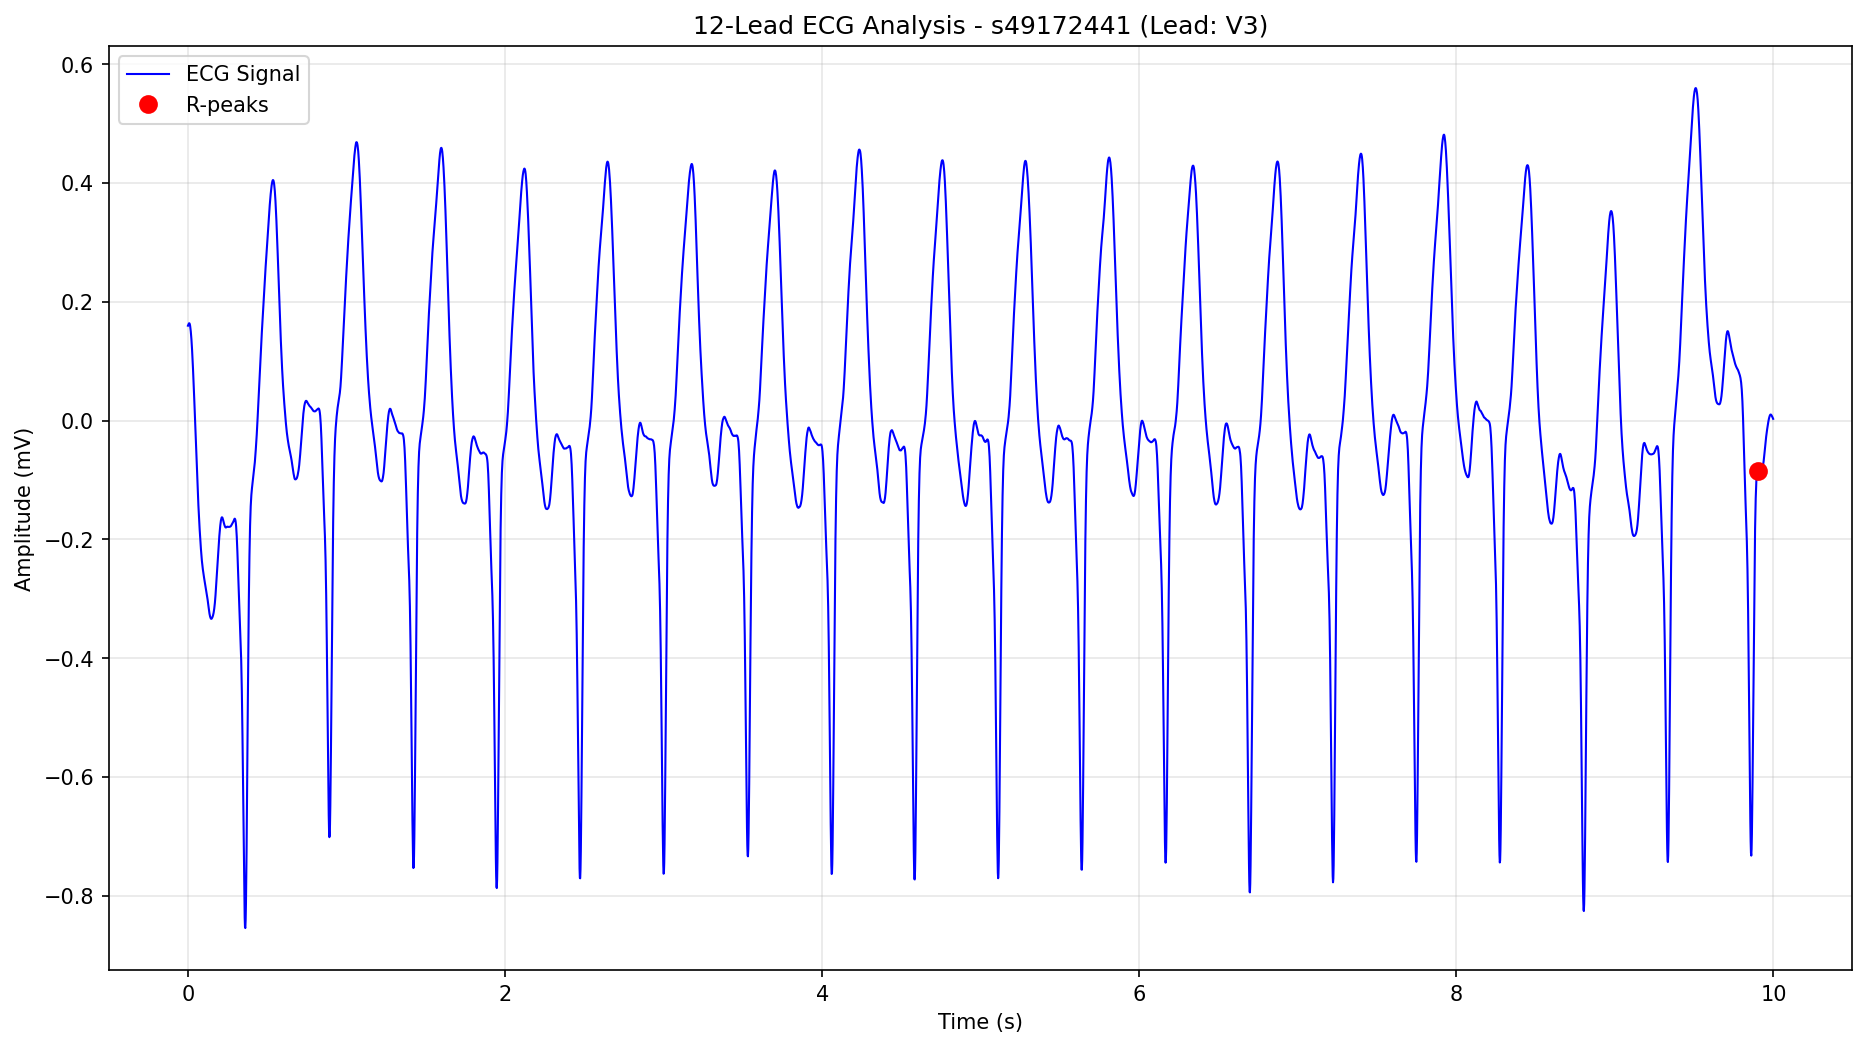 12-Lead ECG Analysis - s49172441 (Lead: V3)
ECG Signal
R-peaks
Amplitude (mV)
0.6
0.4
0.2
0.0
−0.2
−0.4
−0.6
−0.8
0 2 4 6 8 10
Time (s)